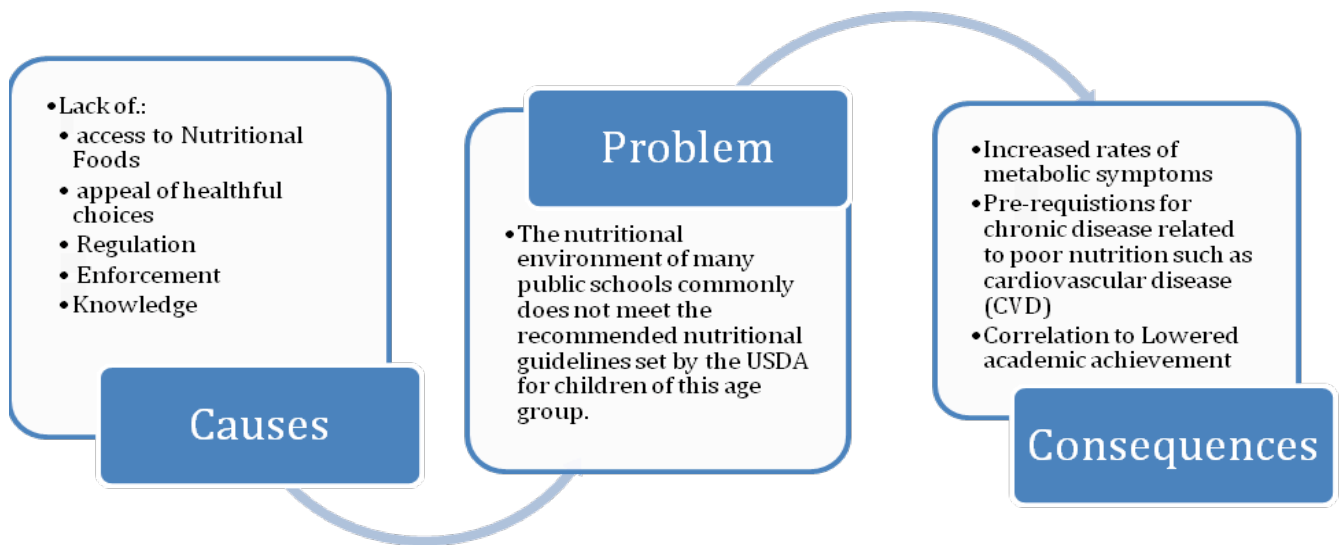 •Lack of.:
• access to Nutritional
Foods
• appeal of healthful
choices
• Regulation
• Enforcement
• Knowledge
Causes
Problem
•The nutritional
environment of many
public schools commonly
does not meet the
recommended nutritional
guidelines set by the USDA
for children of this age
group.
•Increased rates of
metabolic symptoms
•Pre-requistions for
chronic disease related
to poor nutrition such as
cardiovascular disease
(CVD)
•Correlation to Lowered
academic achievement
Consequences